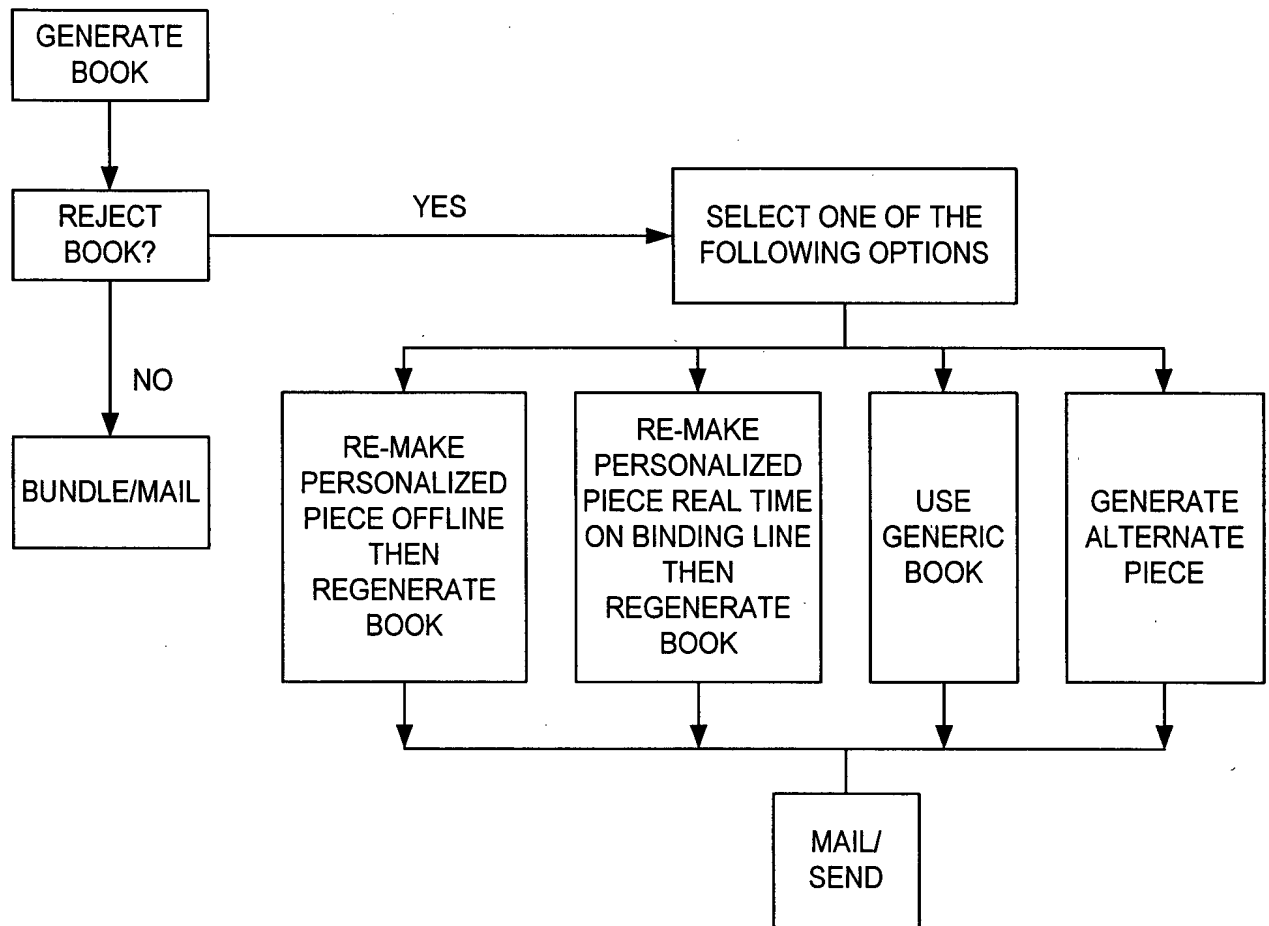 GENERATE
BOOK
REJECT
BOOK?
YES
SELECT ONE OF THE
FOLLOWING OPTIONS
NO
BUNDLE/MAIL
RE-MAKE
PERSONALIZED
PIECE OFFLINE
THEN
REGENERATE
BOOK
RE-MAKE
PERSONALIZED
PIECE REAL TIME
ON BINDING LINE
THEN
REGENERATE
BOOK
USE
GENERIC
BOOK
GENERATE
ALTERNATE
PIECE
MAIL/
SEND